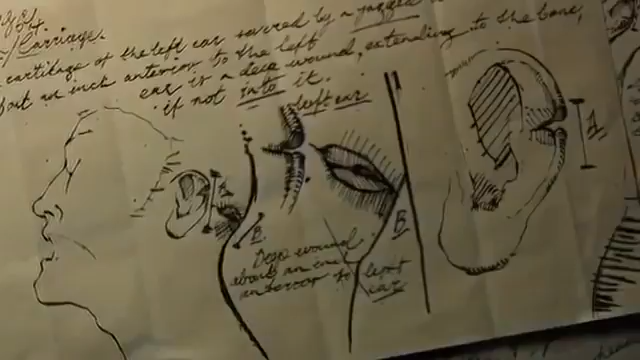 Carriage.
cartilage of the left ear severed by a jagged
an inch anterior to the left
ear is a deep wound, extending to the bone,
if not into it.
left ear
A
A
B
B
Deep wound
about an inch
anterior to left
ear